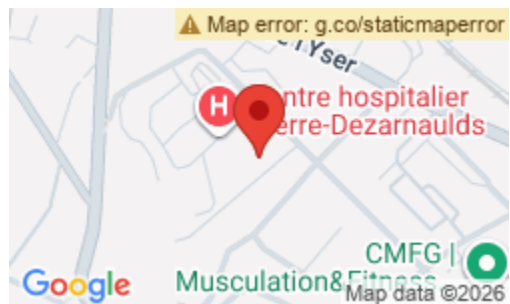 Map error: g.co/staticmaperror
Yser
H
ntre hospitalier
erre-Dezarnaulds
CMFG |
Musculation&Fitness
Google
Map data ©2026